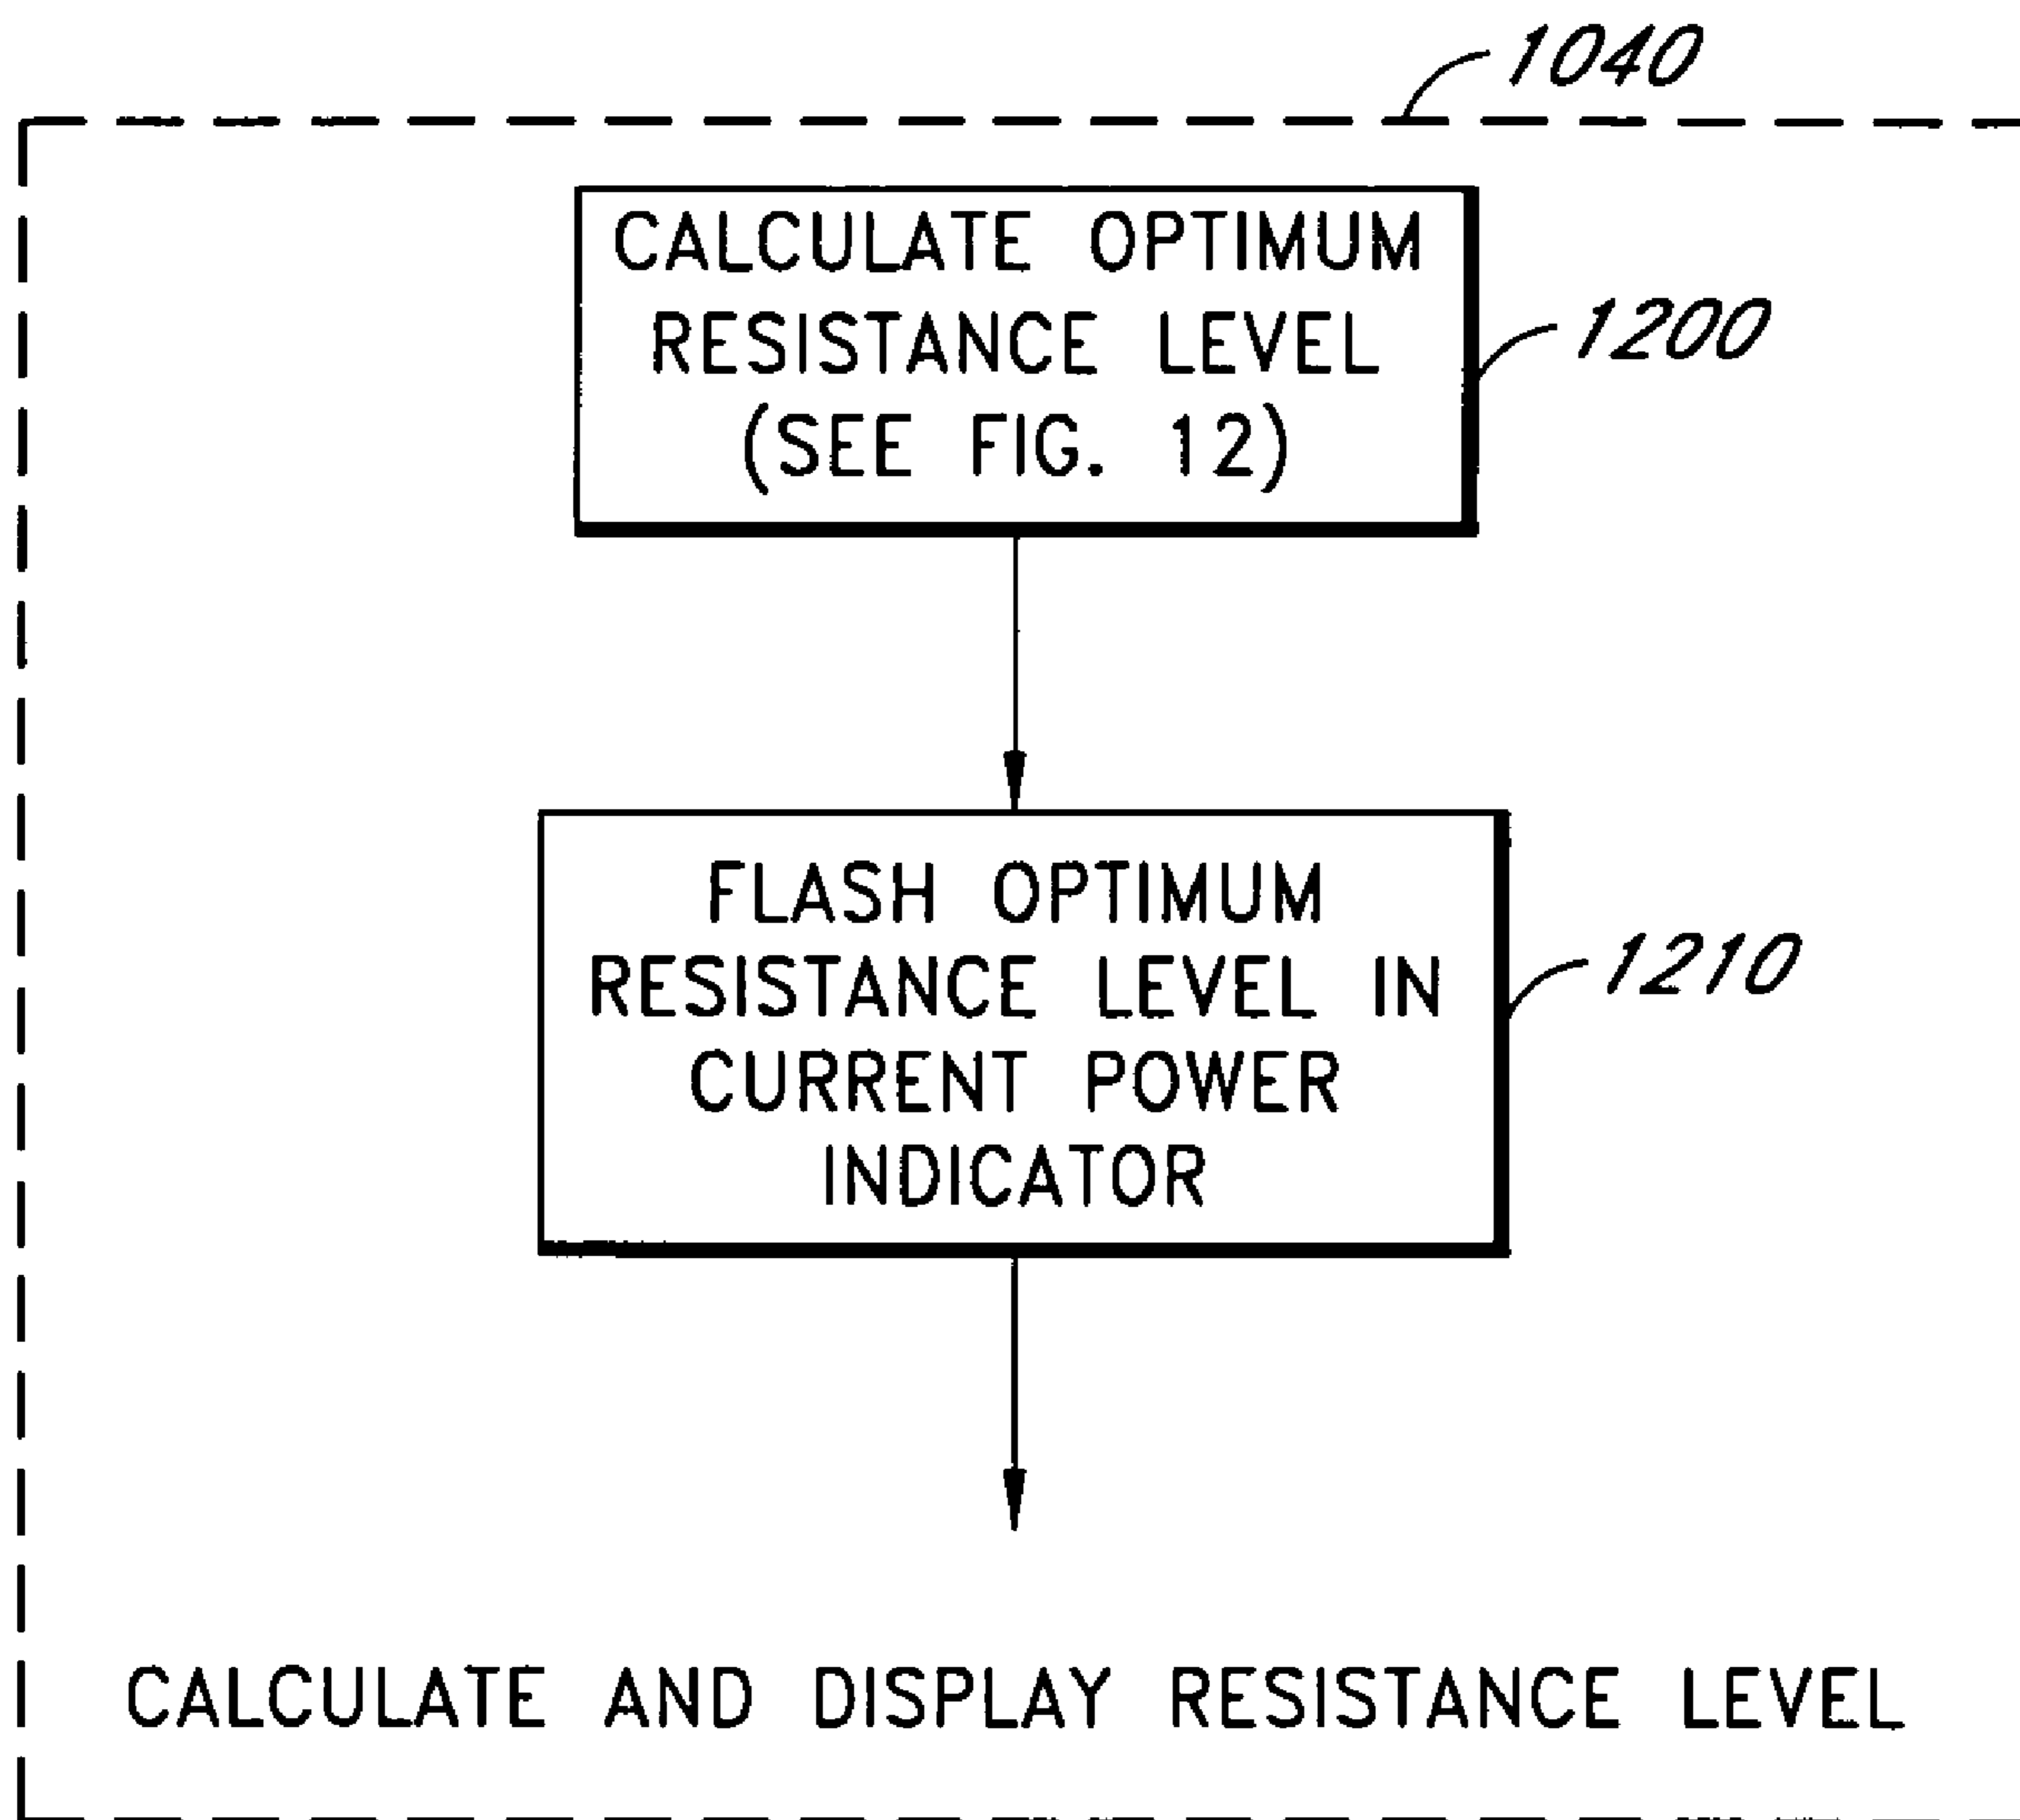 1040
CALCULATE OPTIMUM
RESISTANCE LEVEL
(SEE FIG. 12)
1200
FLASH OPTIMUM
RESISTANCE LEVEL IN
CURRENT POWER
INDICATOR
1210
CALCULATE AND DISPLAY RESISTANCE LEVEL